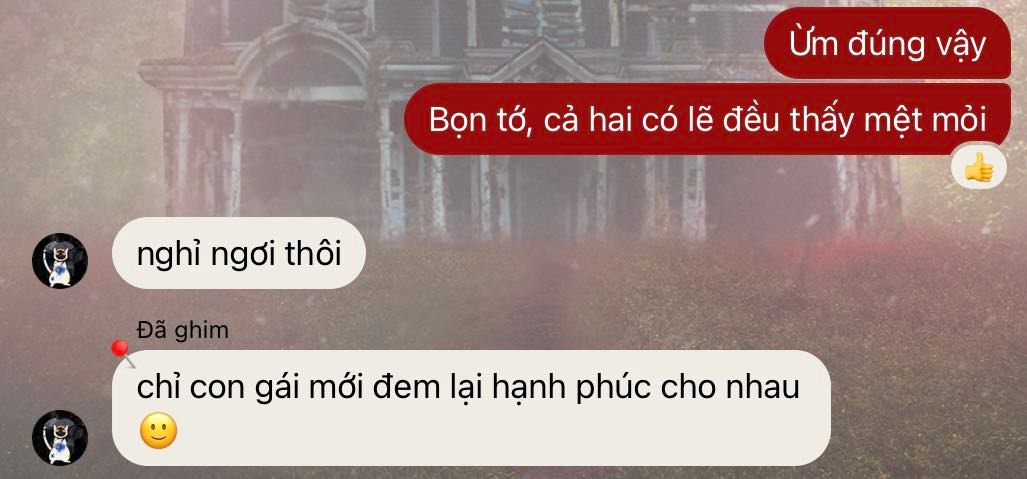 Ừm đúng vậy
Bọn tớ, cả hai có lẽ đều thấy mệt mỏi
nghỉ ngơi thôi
Đã ghim
chỉ con gái mới đem lại hạnh phúc cho nhau